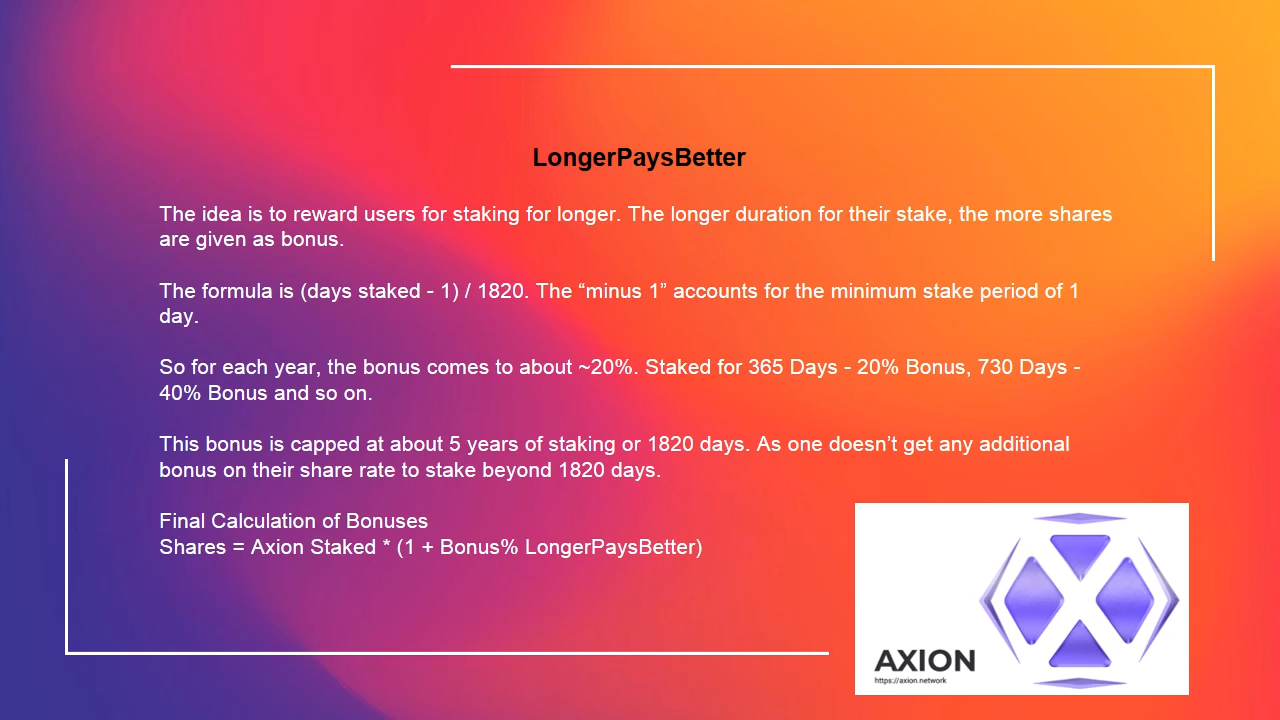 LongerPaysBetter
The idea is to reward users for staking for longer. The longer duration for their stake, the more shares
are given as bonus.
The formula is (days staked - 1) / 1820. The “minus 1” accounts for the minimum stake period of 1
day.
So for each year, the bonus comes to about ~20%. Staked for 365 Days - 20% Bonus, 730 Days -
40% Bonus and so on.
This bonus is capped at about 5 years of staking or 1820 days. As one doesn’t get any additional
bonus on their share rate to stake beyond 1820 days.
Final Calculation of Bonuses
Shares = Axion Staked * (1 + Bonus% LongerPaysBetter)
AXION
https://axion.network